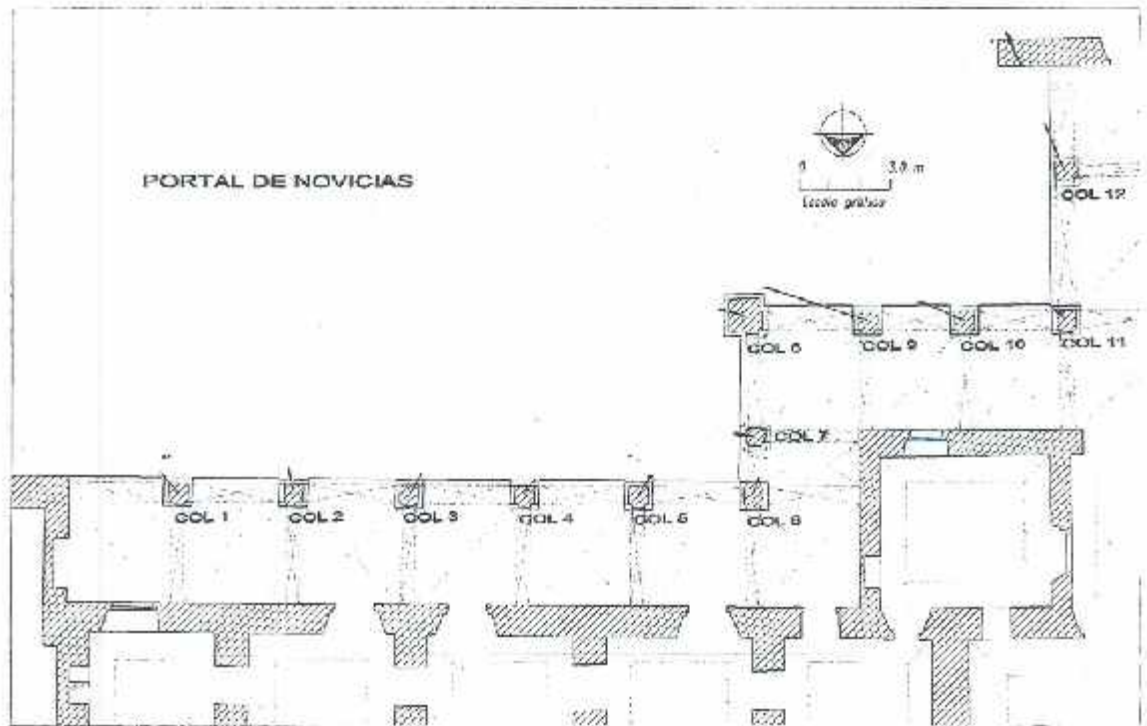 PORTAL DE NOVICIAS
0 3.0 m
Escala gráfica
COL 12
COL 6
COL 9
COL 10
COL 11
COL 7
COL 1
COL 2
COL 3
COL 4
COL 5
COL 8